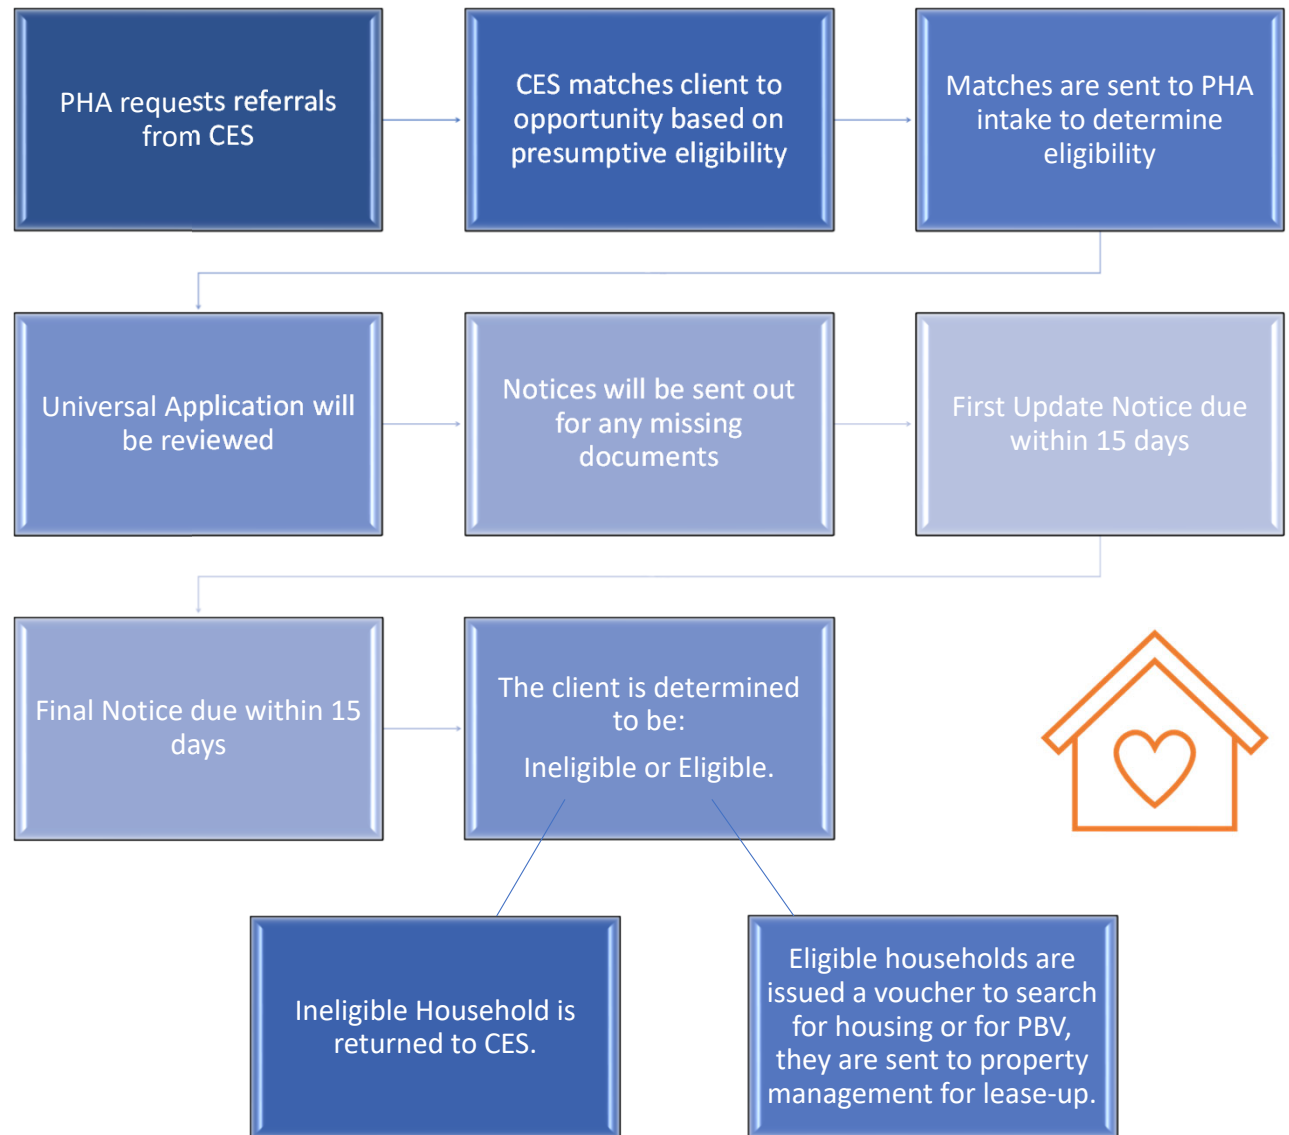 PHA requests referrals
from CES
CES matches client to
opportunity based on
presumptive eligibility
Matches are sent to PHA
intake to determine
eligibility
Universal Application will
be reviewed
Notices will be sent out
for any missing
documents
First Update Notice due
within 15 days
Final Notice due within 15
days
The client is determined
to be:
Ineligible or Eligible.
Ineligible Household is
returned to CES.
Eligible households are
issued a voucher to search
for housing or for PBV,
they are sent to property
management for lease-up.